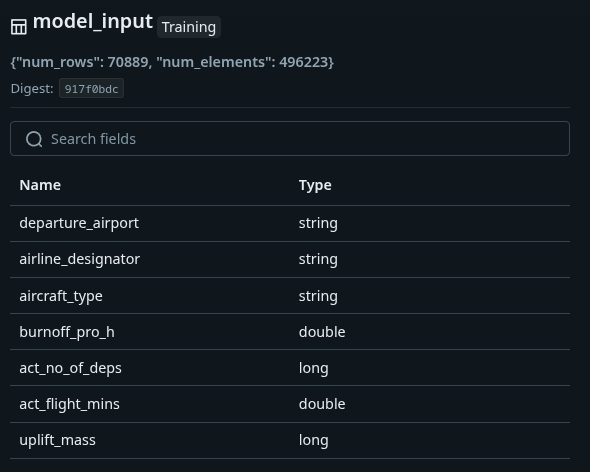 model_input Training
{"num_rows": 70889, "num_elements": 496223}
Digest: 917f0bdc
Search fields
Name Type
departure_airport string
airline_designator string
aircraft_type string
burnoff_pro_h double
act_no_of_deps long
act_flight_mins double
uplift_mass long